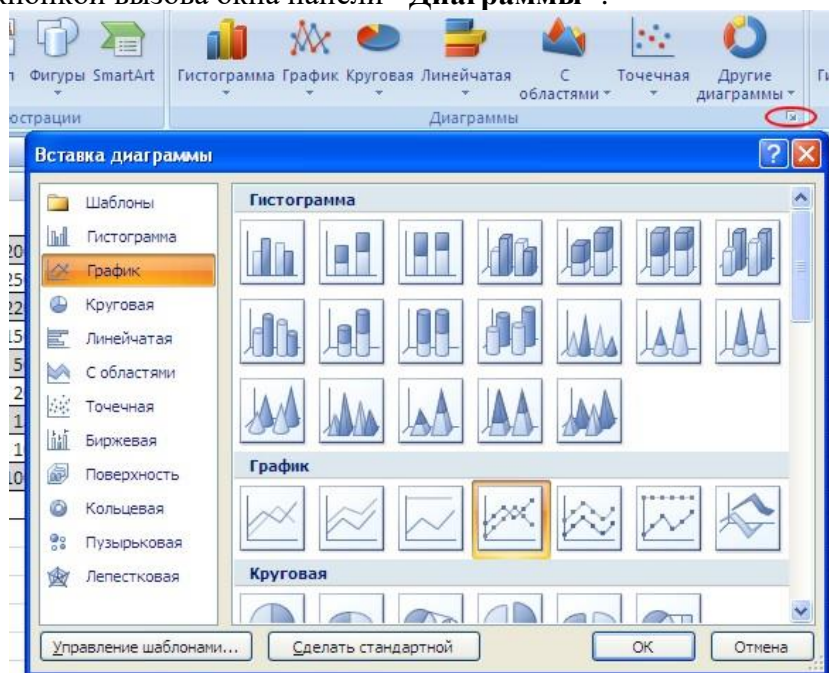 кнопкой вызова окна панели "Диаграммы".
Фигуры SmartArt Гистограмма График Круговая Линейчатая С областями Точечная Другие диаграммы
Диаграммы
Вставка диаграммы
Шаблоны
Гистограмма
График
Круговая
Линейчатая
С областями
Точечная
Биржевая
Поверхность
Кольцевая
Пузырьковая
Лепестковая
Гистограмма
График
Круговая
Управление шаблонами... Сделать стандартной ОК Отмена